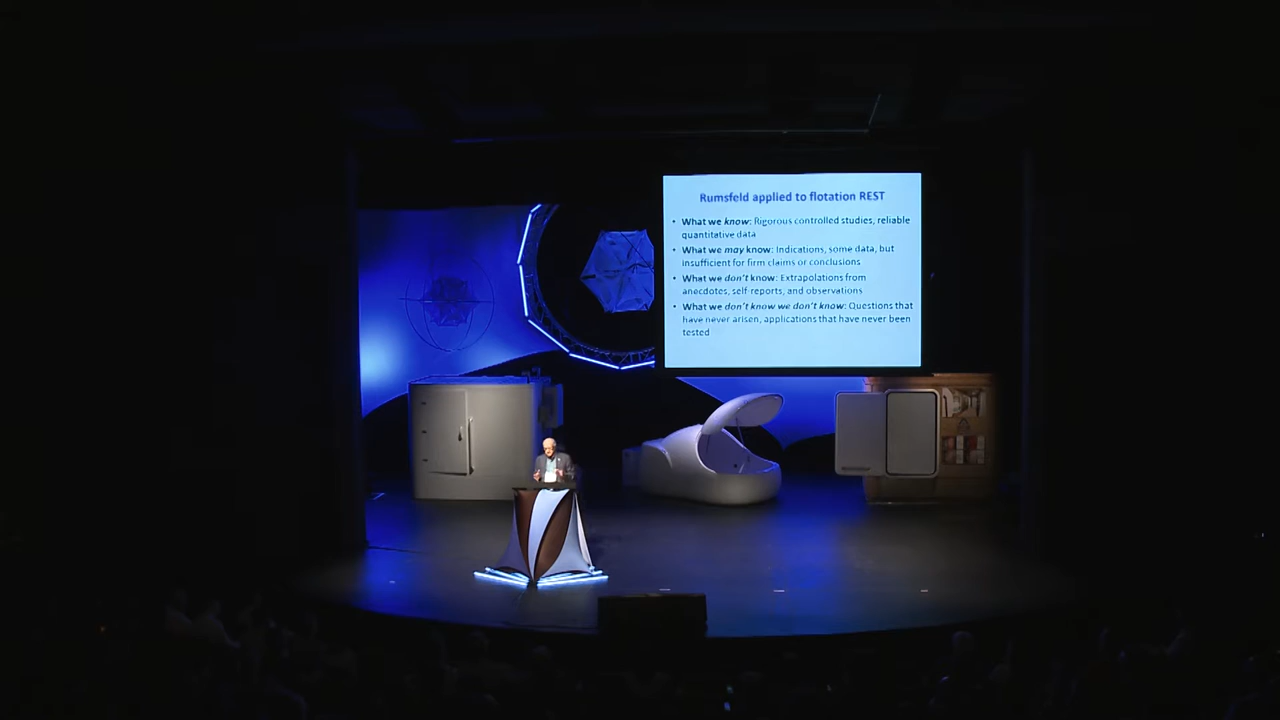 Rumsfeld applied to flotation REST
• What we know: Rigorous controlled studies, reliable
quantitative data
• What we may know: Indications, some data, but
insufficient for firm claims or conclusions
• What we don't know: Extrapolations from
anecdotes, self-reports, and observations
• What we don't know we don't know: Questions that
have never arisen, applications that have never been
tested